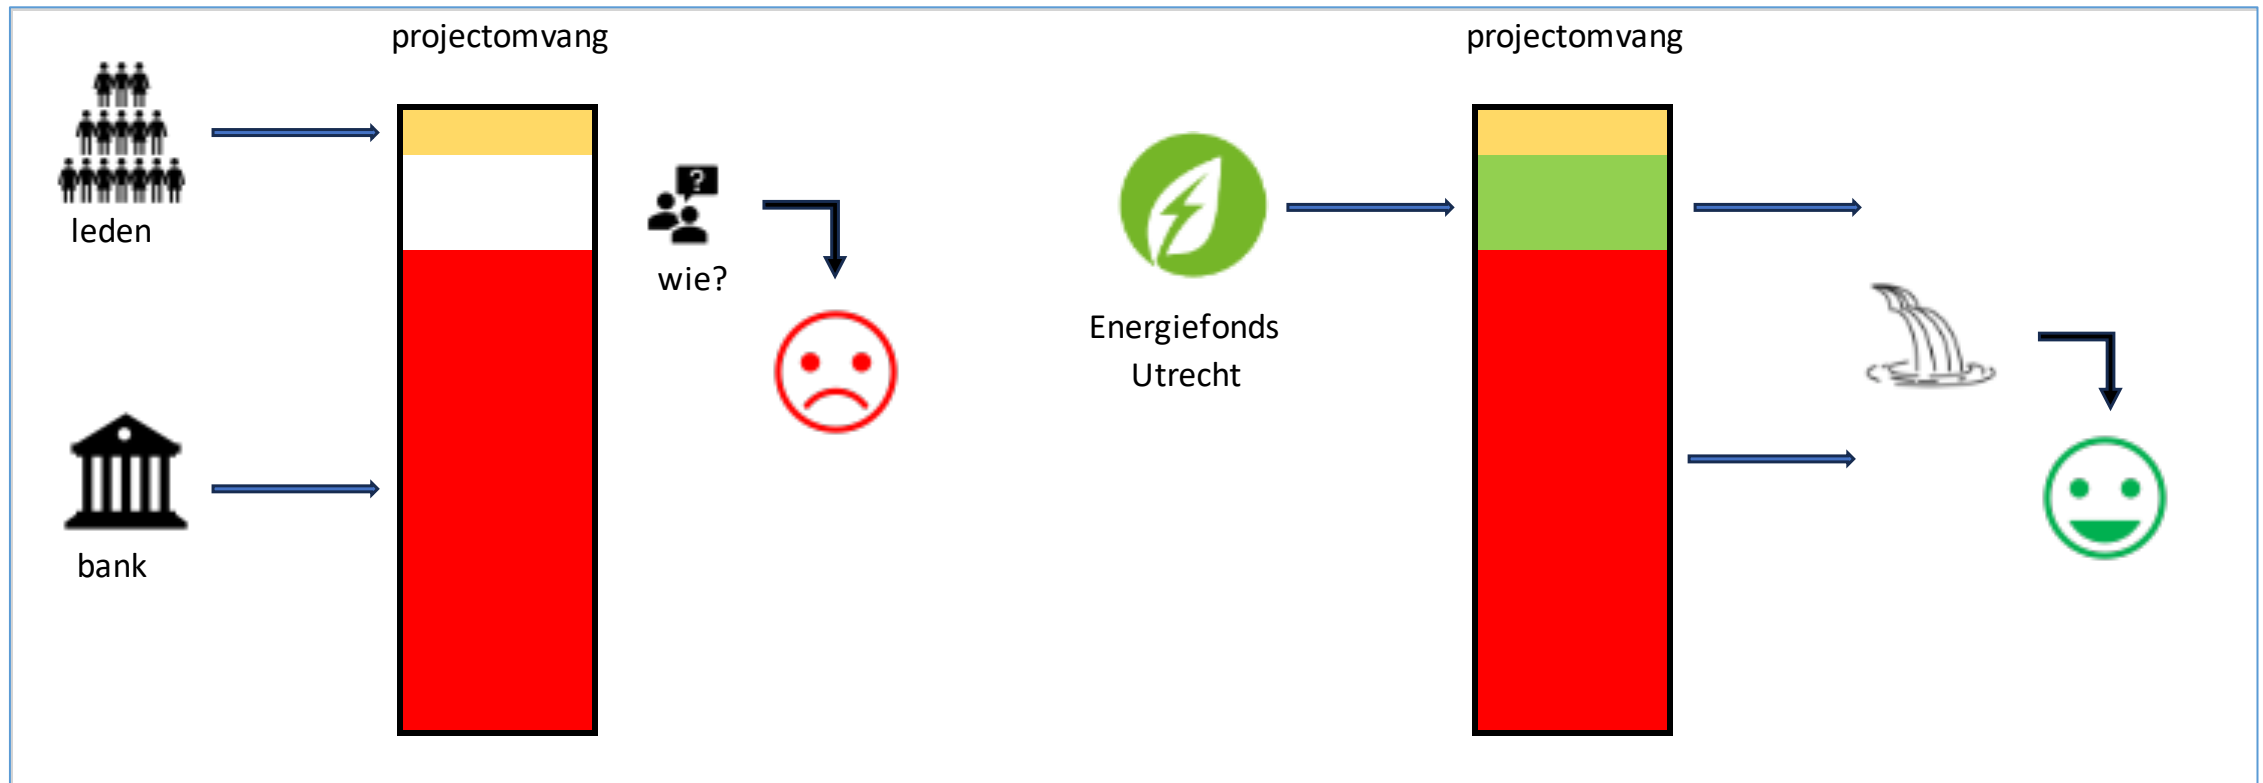 projectomvang
leden
bank
?
wie?
projectomvang
Energiefonds
Utrecht